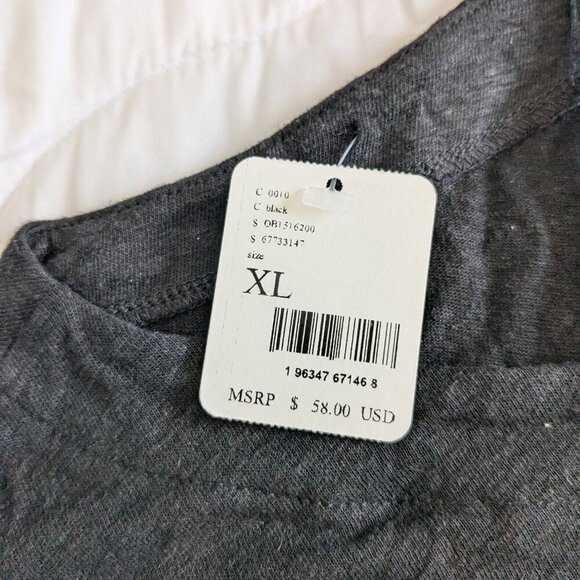 C 0010
C black
S OB1516200
S 67733147
size
XL
1 96347 67146 8
MSRP $ 58.00 USD